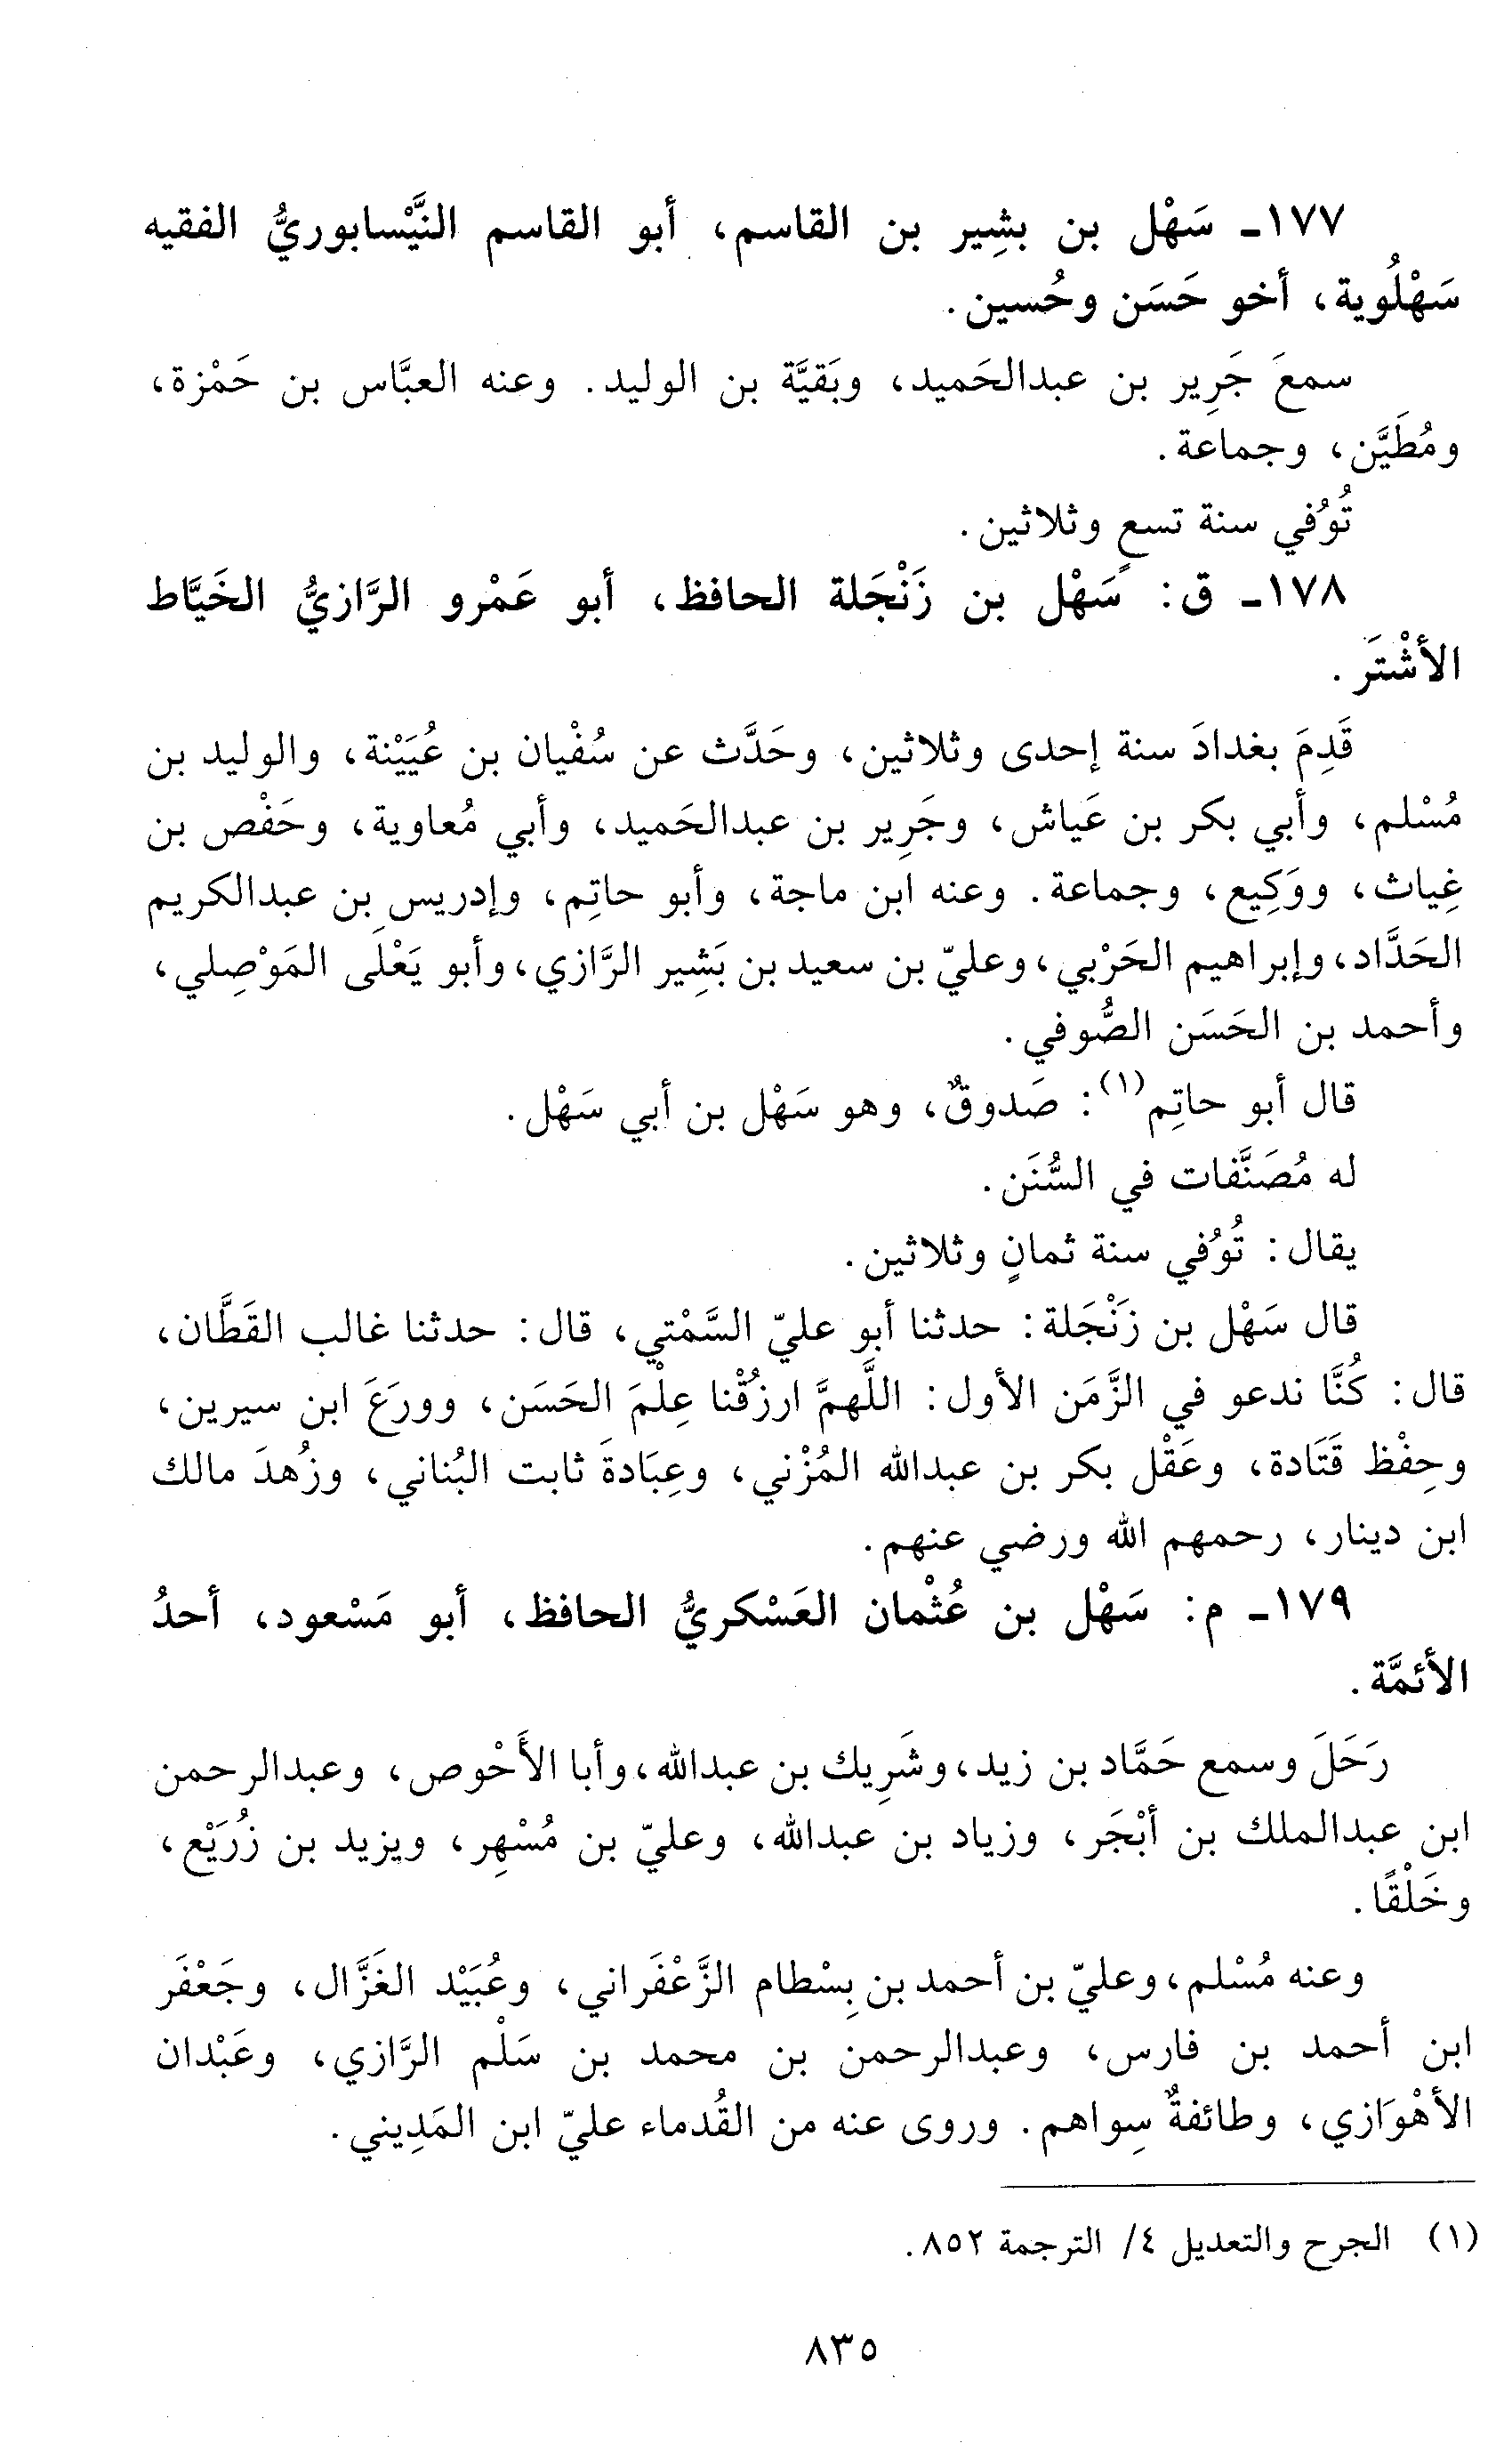 ١٧٧ـ سَهْل بن بشِير بن القاسم، أبو القاسم النَّيْسابوريُّ الفقيه
سَهْلُوية، أخو حَسَن وحُسين.
سمعَ جَرِير بن عبدالحَميد، وبَقيَّة بن الوليد. وعنه العبَّاس بن حَمْزة،
ومُطَيَّن، وجماعة.
تُوُفي سنة تسعٍ وثلاثين.
١٧٨ـ ق: سَهْل بن زَنْجَلة الحافظ، أبو عَمْرو الرَّازيُّ الخَيَّاط
الأشْتَر.
قَدِمَ بغدادَ سنة إحدى وثلاثين، وحَدَّث عن سُفْيان بن عُيَيْنة، والوليد بن
مُسْلم، وأبي بكر بن عَياش، وجَرِير بن عبدالحَميد، وأبي مُعاوية، وحَفْص بن
غِياث، ووَكِيع، وجماعة. وعنه ابن ماجة، وأبو حاتِم، وإدريس بن عبدالكريم
الحَدَّاد، وإبراهيم الحَرْبي، وعليّ بن سعيد بن بَشِير الرَّازي، وأبو يَعْلَى المَوْصِلي،
وأحمد بن الحَسَن الصُّوفي.
قال أبو حاتِم(١): صَدوقٌ، وهو سَهْل بن أبي سَهْل.
له مُصَنَّفات في السُّنَن.
يقال: تُوُفي سنة ثمانٍ وثلاثين.
قال سَهْل بن زَنْجَلة: حدثنا أبو عليّ السَّمْتي، قال: حدثنا غالب القَطَّان،
قال: كُنَّا ندعو في الزَّمَن الأول: اللَّهمَّ ارزُقْنا عِلْمَ الحَسَن، وورَعَ ابن سيرين،
وحِفْظ قَتَادة، وعَقْل بكر بن عبدالله المُزْني، وعِبَادةَ ثابت البُناني، وزُهدَ مالك
ابن دينار، رحمهم الله ورضي عنهم.
١٧٩ـ م: سَهْل بن عُثْمان العَسْكريُّ الحافظ، أبو مَسْعود، أحدُ
الأئمَّة.
رَحَلَ وسمع حَمَّاد بن زيد، وشَرِيك بن عبدالله، وأبا الأَحْوص، وعبدالرحمن
ابن عبدالملك بن أبْجَر، وزياد بن عبدالله، وعليّ بن مُسْهِر، ويزيد بن زُرَيْع،
وخَلْقًا.
وعنه مُسْلم، وعليّ بن أحمد بن بِسْطام الزَّعْفَراني، وعُبَيْد الغَزَّال، وجَعْفَر
ابن أحمد بن فارس، وعبدالرحمن بن محمد بن سَلْم الرَّازي، وعَبْدان
الأهْوَازي، وطائفةٌ سِواهم. وروى عنه من القُدماء عليّ ابن المَدِيني.
(١) الجرح والتعديل ٤/ الترجمة ٨٥٢.
٨٣٥